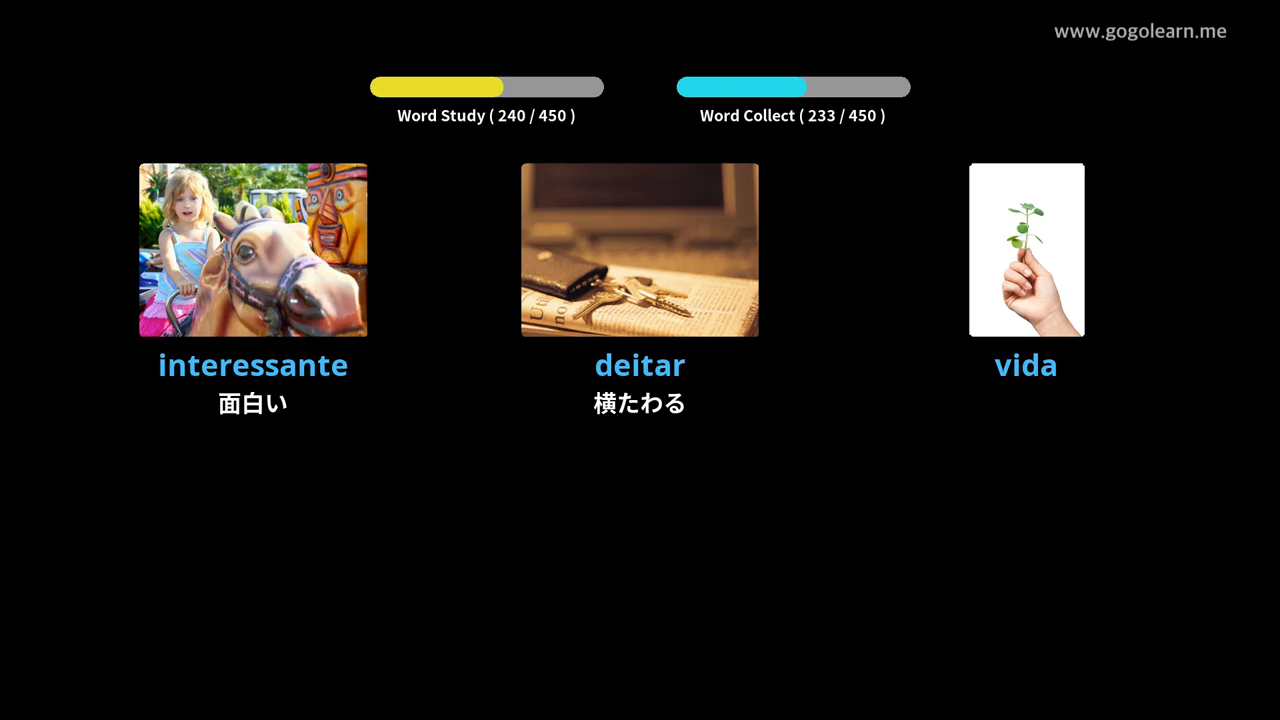 www.gogolearn.me
Word Study ( 240 / 450 )
Word Collect ( 233 / 450 )
interessante
面白い
deitar
横たわる
vida